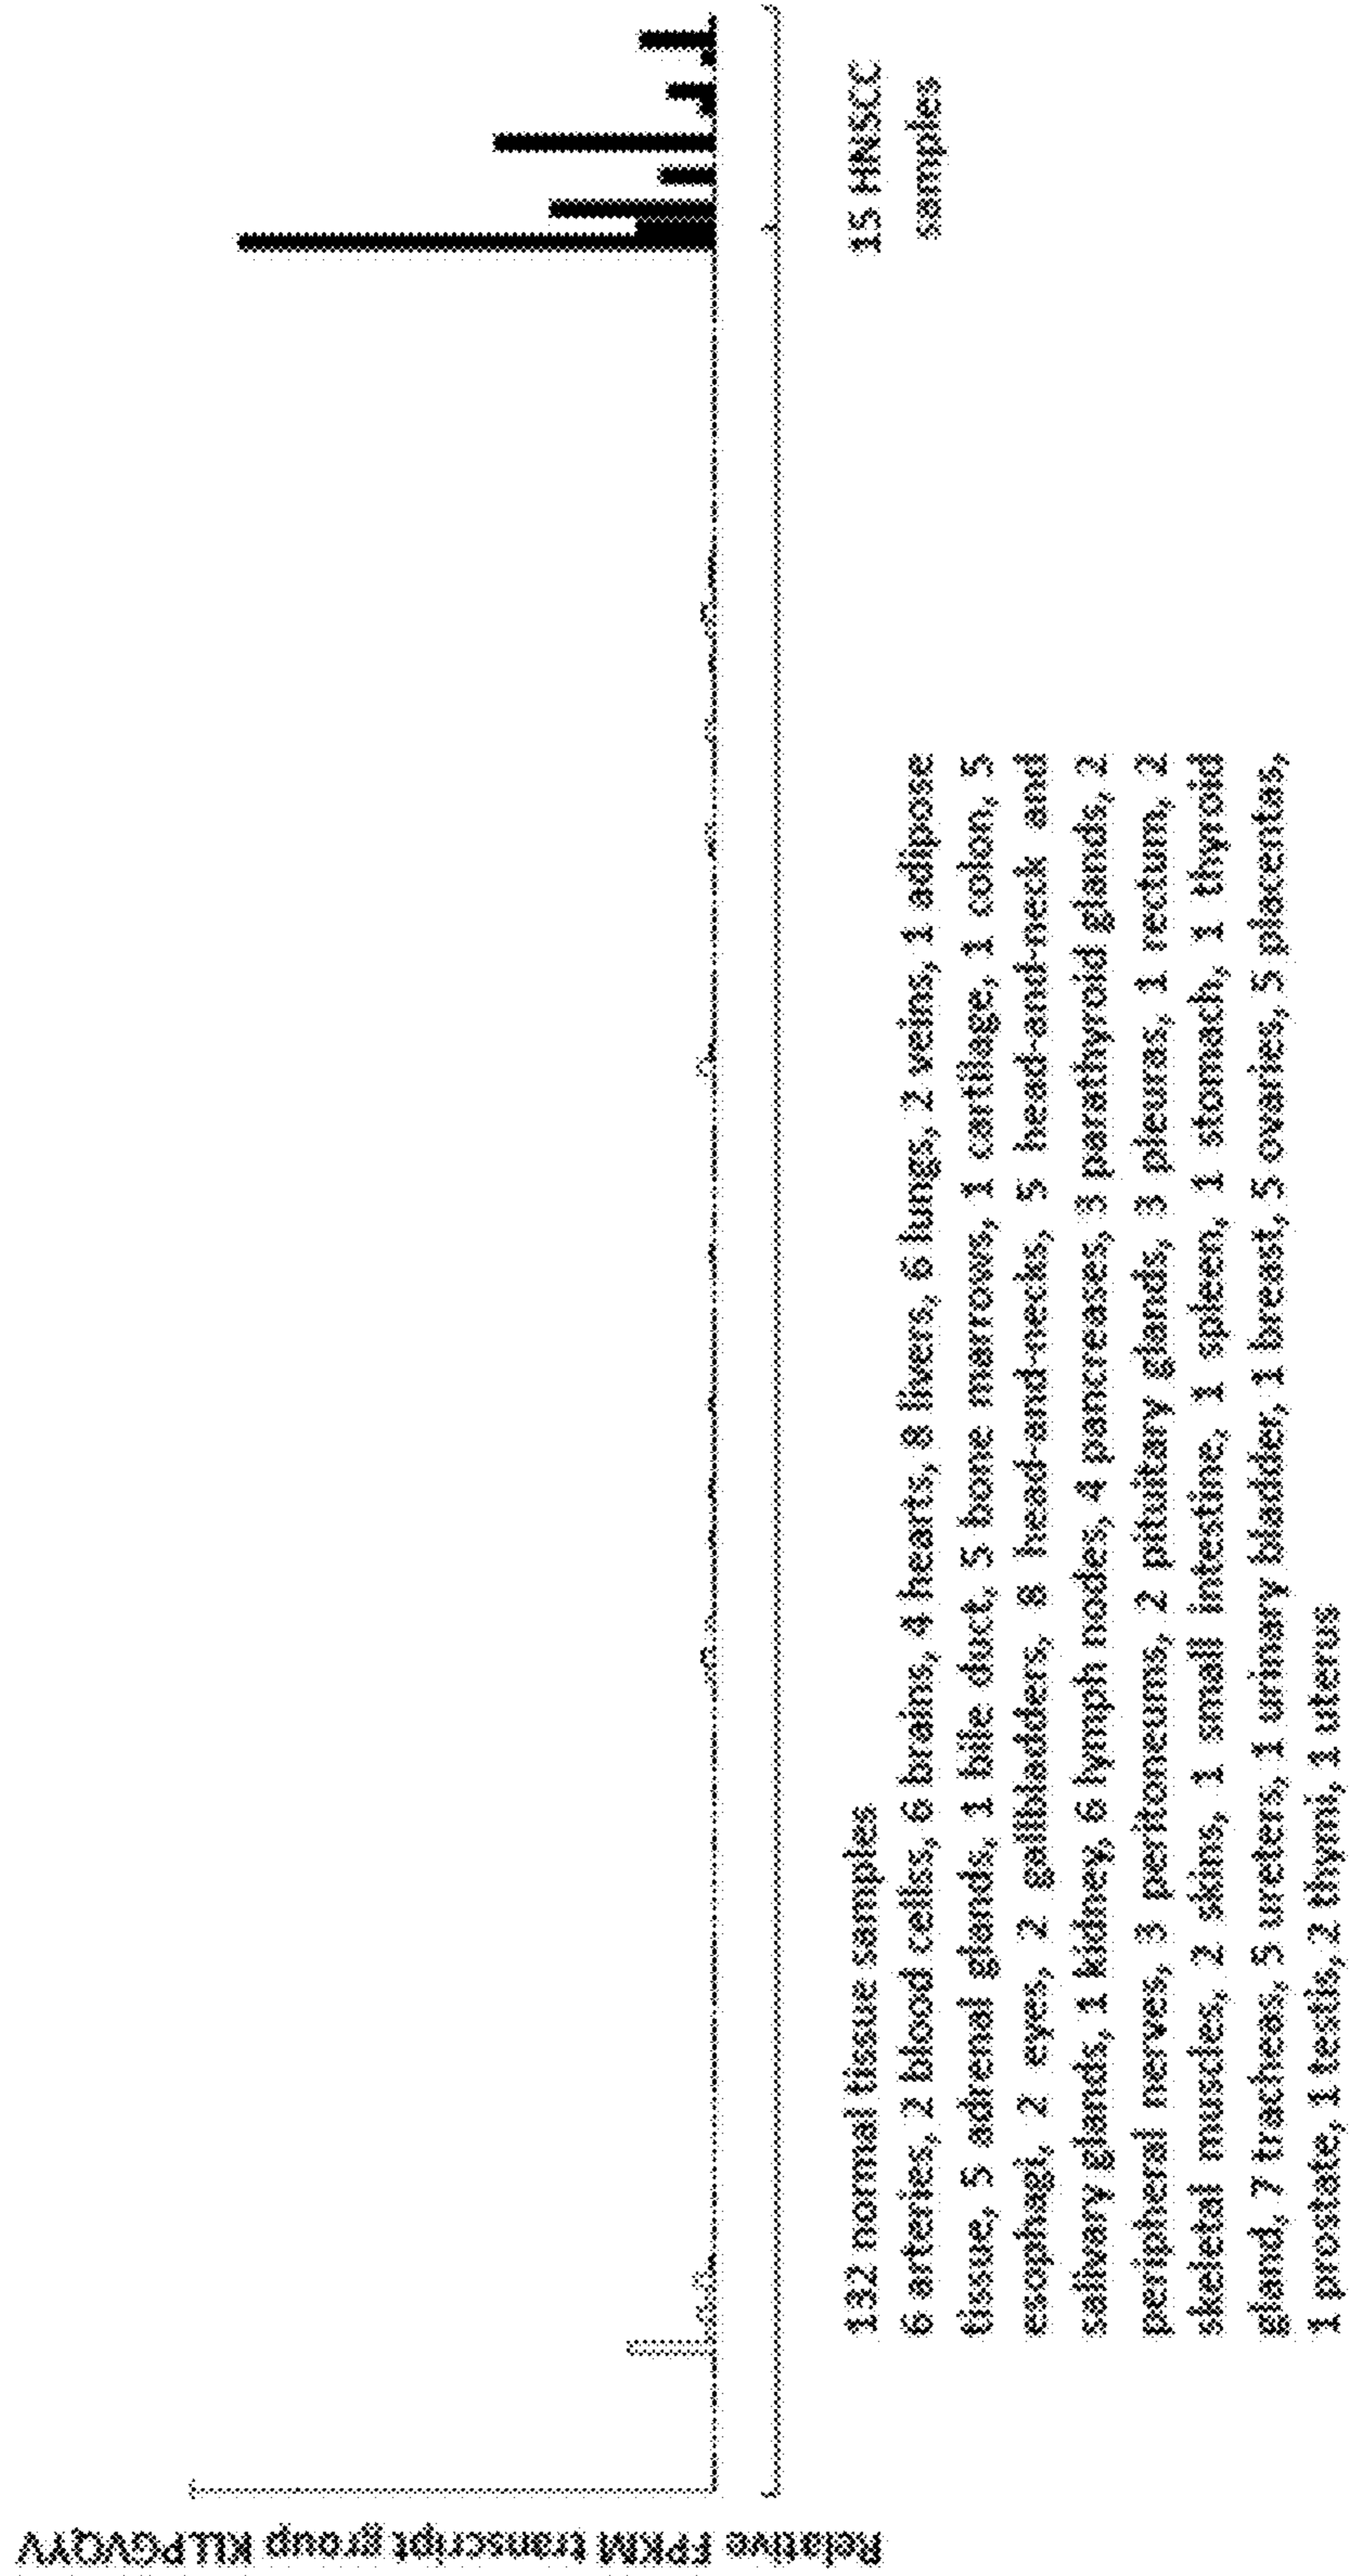 Relative FPKM transcript group KLLPGVQYV
132 normal tissue samples
6 arteries, 2 blood cellss, 6 brains, 4 hearts, 8 livers, 6 lungs, 2 veins, 1 adipose
tissue, 5 adrenal glands, 1 bile duct, 5 bone marrows, 1 cartilage, 1 colon, 5
esophagi, 2 eyes, 2 gallbladders, 8 head-and-necks, 5 head-and-neck and
salivary glands, 1 kidney, 6 lymph nodes, 4 pancreases, 3 parathyroid glands, 2
peripheral nerves, 3 peritoneums, 2 pituitary glands, 3 pleuras, 1 rectum, 2
skeletal muscles, 2 skins, 1 small intestine, 1 spleen, 1 stomach, 1 thyroid
gland, 7 tracheas, 5 ureters, 1 urinary bladder, 1 breast, 5 ovaries, 5 placentas,
1 prostate, 1 testis, 2 thymi, 1 uterus
15 HNSCC
samples